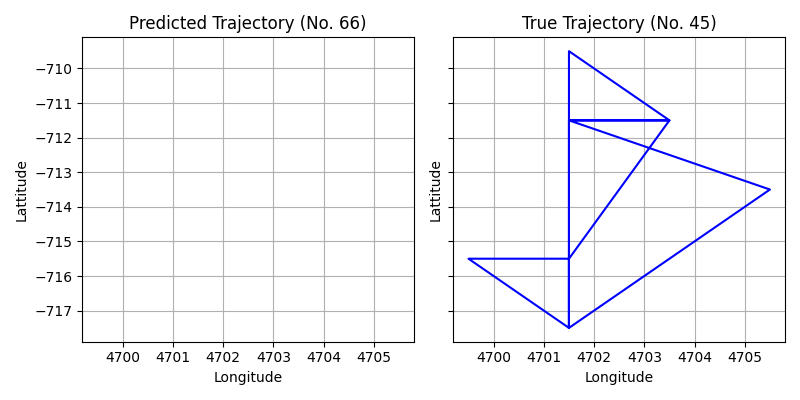 Predicted Trajectory (No. 66)
True Trajectory (No. 45)
−710
−711
−712
−713
−714
−715
−716
−717
Lattitude
Lattitude
4700 4701 4702 4703 4704 4705
4700 4701 4702 4703 4704 4705
Longitude
Longitude